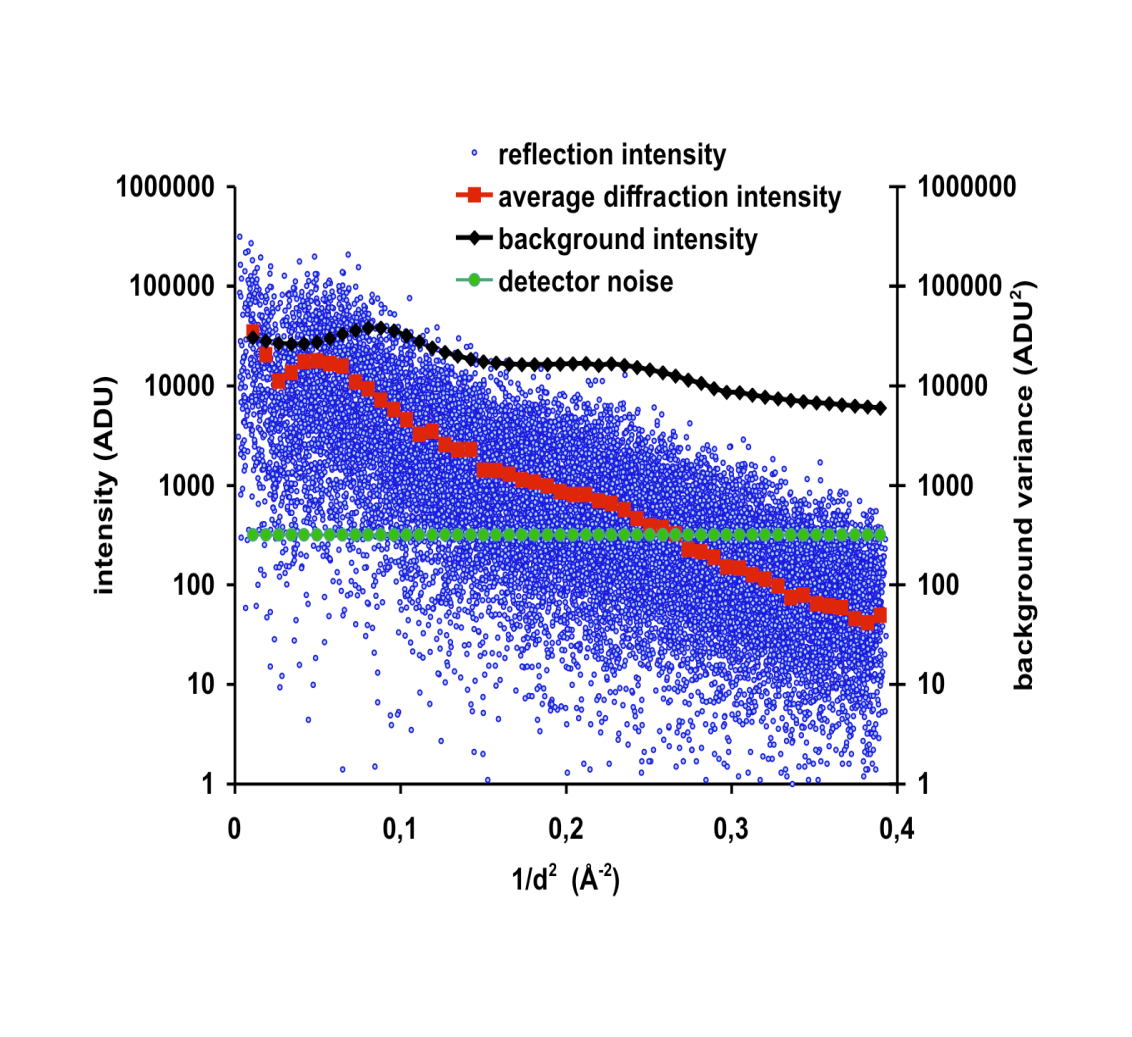 reflection intensity
average diffraction intensity
background intensity
detector noise
1000000
100000
10000
1000
100
10
1
intensity (ADU)
1000000
100000
10000
1000
100
10
1
background variance (ADU²)
0
0,1
0,2
0,3
0,4
1/d² (Å⁻²)